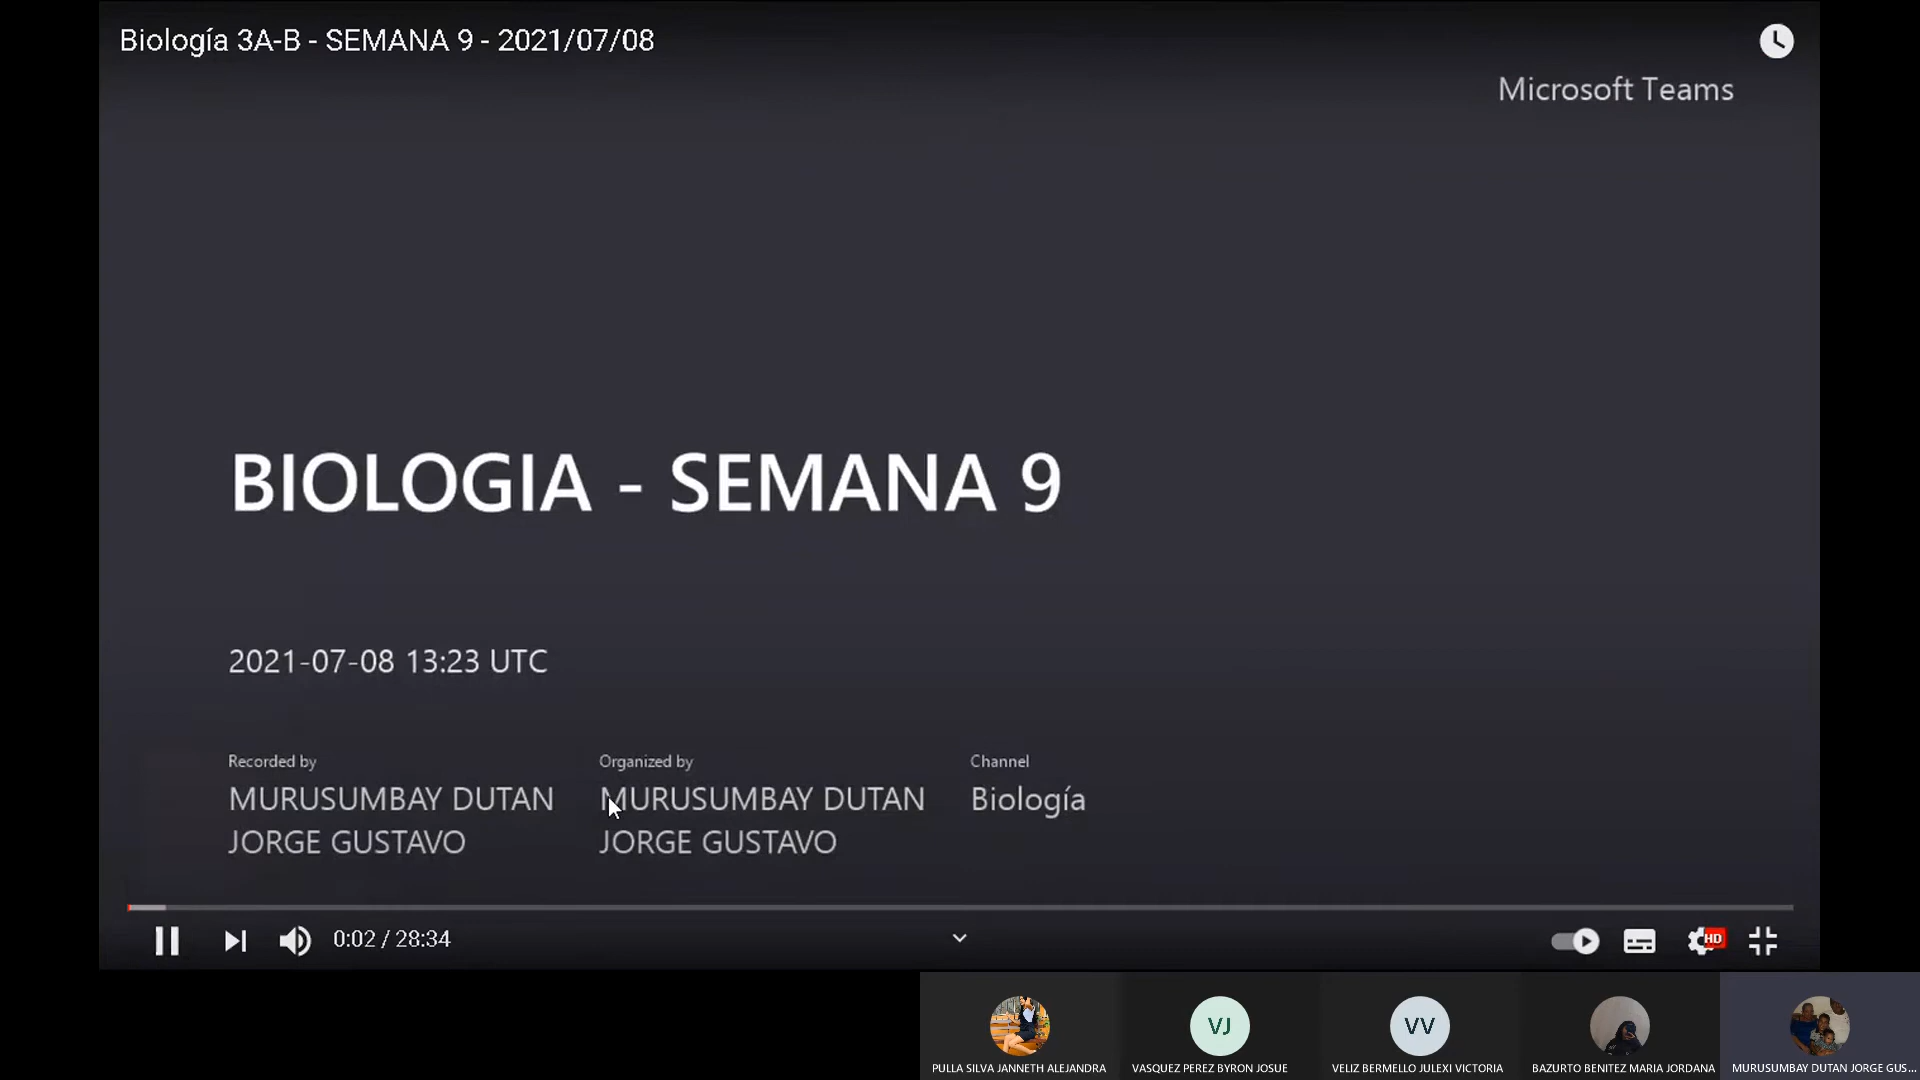 Biología 3A-B - SEMANA 9 - 2021/07/08
Microsoft Teams
BIOLOGIA - SEMANA 9
2021-07-08 13:23 UTC
Recorded by
MURUSUMBAY DUTAN
JORGE GUSTAVO
Organized by
MURUSUMBAY DUTAN
JORGE GUSTAVO
Channel
Biología
0:02 / 28:34
HD
VJ
VV
PULLA SILVA JANNETH ALEJANDRA
VASQUEZ PEREZ BYRON JOSUE
VELIZ BERMELLO JULEXI VICTORIA
BAZURTO BENITEZ MARIA JORDANA
MURUSUMBAY DUTAN JORGE GUS...